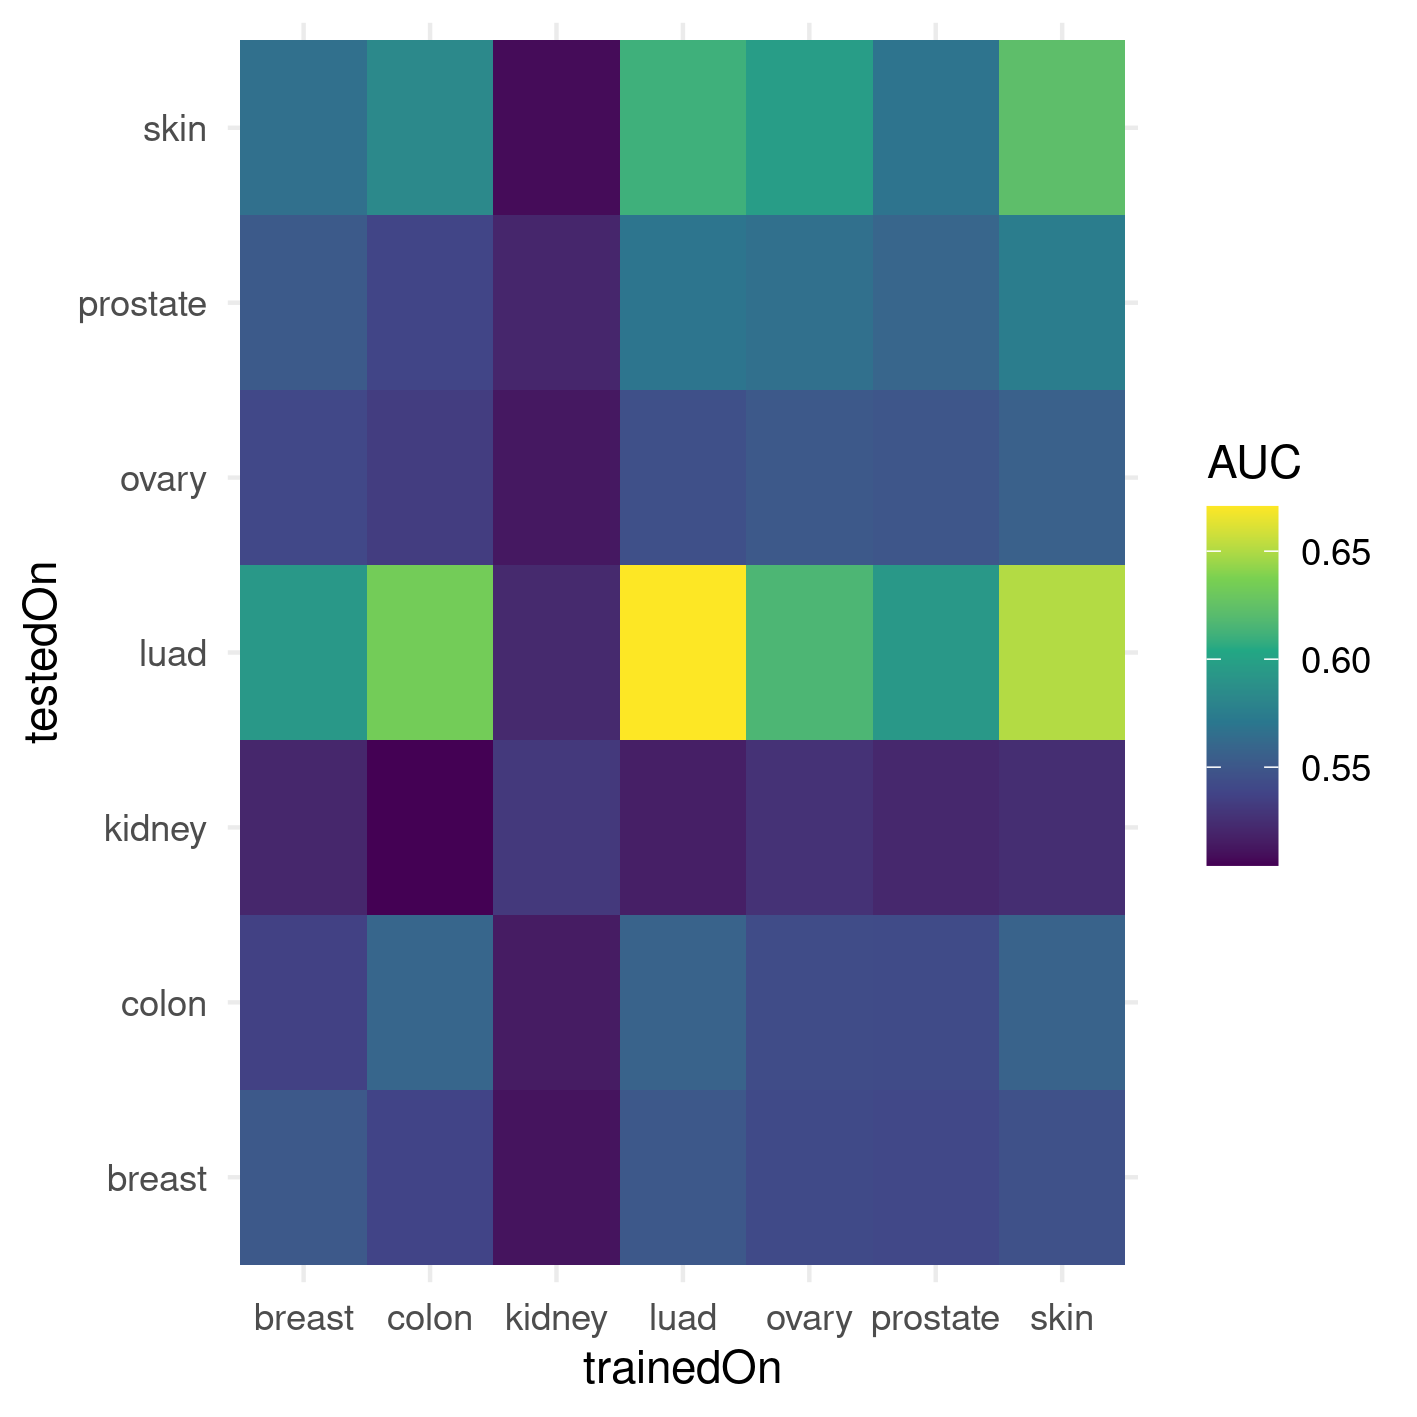 skin
prostate
ovary
luad
kidney
colon
breast
testedOn
breast colon kidney luad ovary prostate skin
trainedOn
AUC
0.65
0.60
0.55